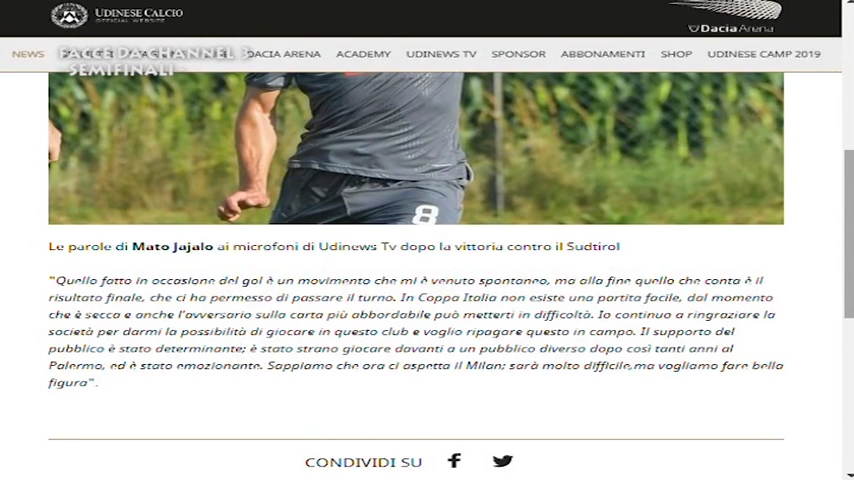 UDINESE CALCIO
OFFICIAL WEBSITE
DaciaArena
NEWS DACIA ARENA ACADEMY UDINEWS TV SPONSOR ABBONAMENTI SHOP UDINESE CAMP 2019
FACCE DA CHANNEL 3
- SEMIFINALI -
8
Le parole di Mato Jajalo ai microfoni di Udinews Tv dopo la vittoria contro il Sudtirol
"Quello fatto in occasione del gol è un movimento che mi è venuto spontaneo, ma alla fine quello che conta è il
risultato finale, che ci ha permesso di passare il turno. In Coppa Italia non esiste una partita facile, dal momento
che è secca e anche l'avversario sulla carta più abbordabile può metterti in difficoltà. Io continuo a ringraziare la
società per darmi la possibilità di giocare in questo club e voglio ripagare questo in campo. Il supporto del
pubblico è stato determinante; è stato strano giocare davanti a un pubblico diverso dopo così tanti anni al
Palermo, ed è stato emozionante. Sappiamo che ora ci aspetta il Milan; sarà molto difficile,ma vogliamo fare bella
figura".
CONDIVIDI SU